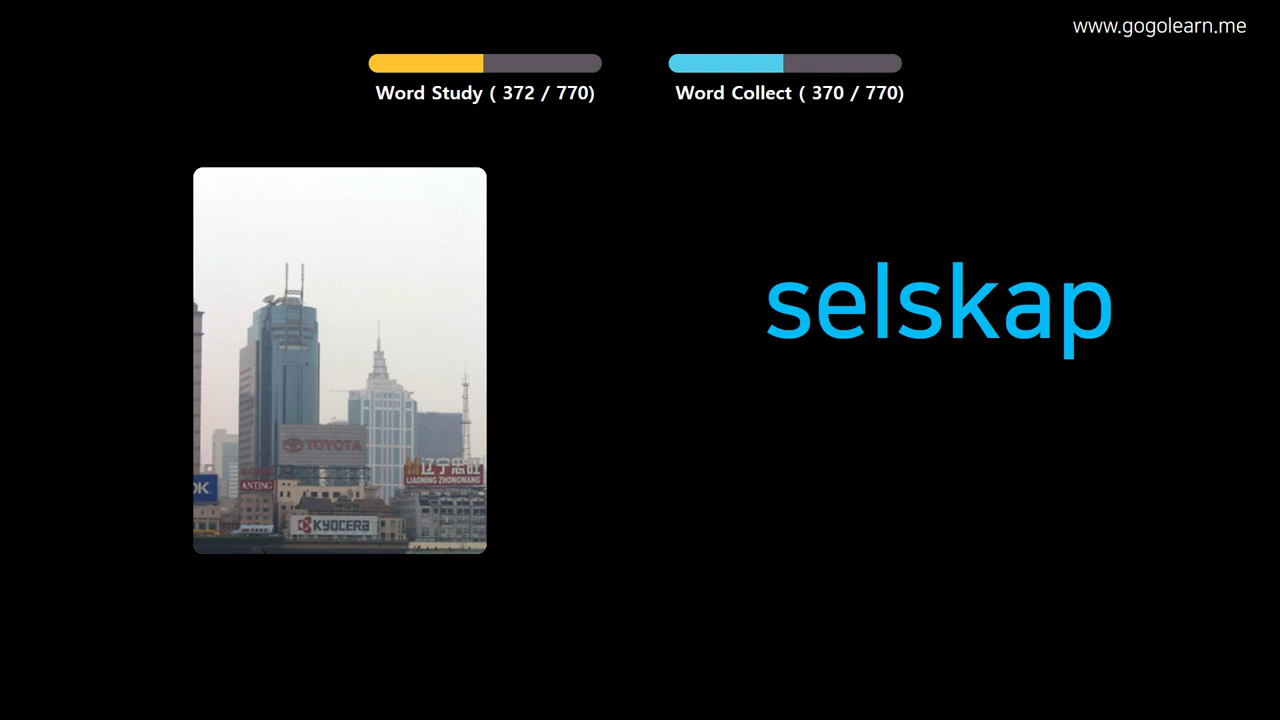 www.gogolearn.me
Word Study ( 372 / 770)
Word Collect ( 370 / 770)
selskap
TOYOTA
辽宁忠旺
LIAONING ZHONGWANG
OK
ANTING
KYOCERA